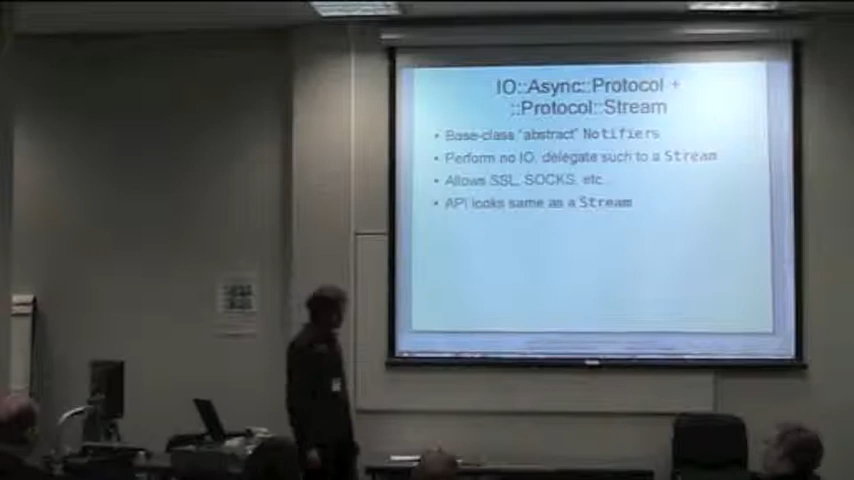 IO::Async::Protocol +
::Protocol::Stream
• Base-class "abstract" Notifiers
• Perform no IO, delegate such to a Stream
• Allows SSL, SOCKS, etc
• API looks same as a Stream